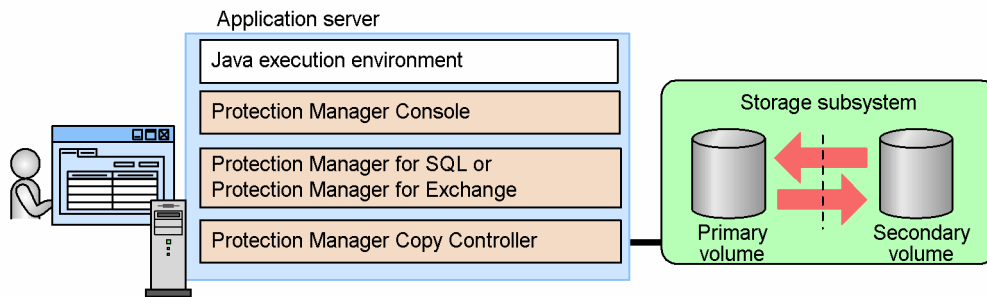 Application server
Java execution environment
Protection Manager Console
Protection Manager for SQL or
Protection Manager for Exchange
Protection Manager Copy Controller
Storage subsystem
Primary
volume
Secondary
volume